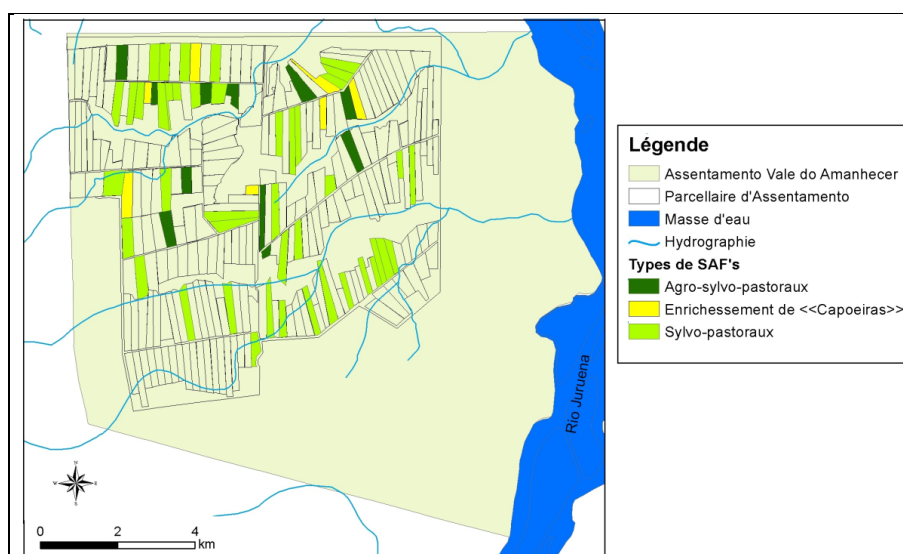 Légende
Assentamento Vale do Amanhecer
Parcellaire d'Assentamento
Masse d'eau
Hydrographie
Types de SAF's
Agro-sylvo-pastoraux
Enrichessement de <<Capoeiras>>
Sylvo-pastoraux
Rio Juruena
0 2 4
km